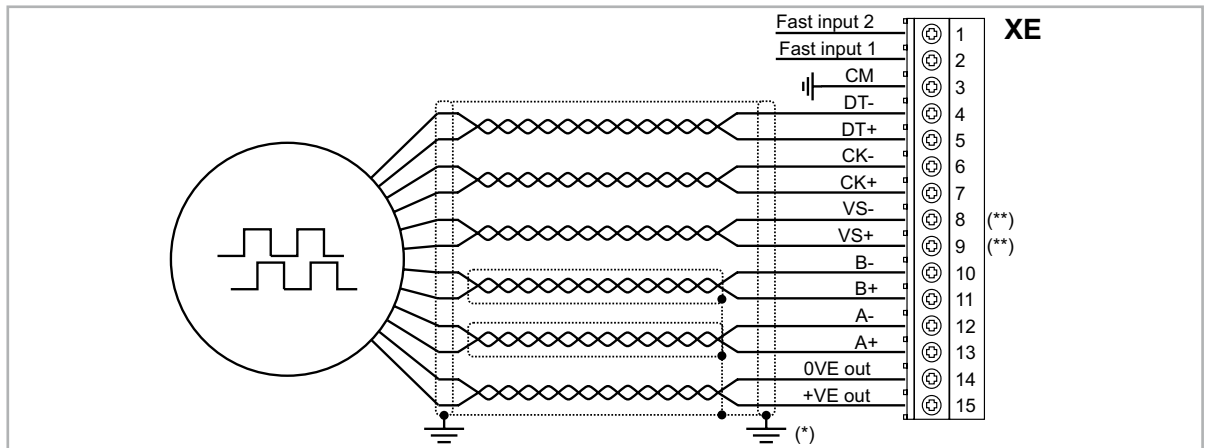 Fast input 2 1 XE
Fast input 1 2
CM 3
DT- 4
DT+ 5
CK- 6
CK+ 7
VS- 8 (**)
VS+ 9 (**)
B- 10
B+ 11
A- 12
A+ 13
0VE out 14
+VE out 15
(*)